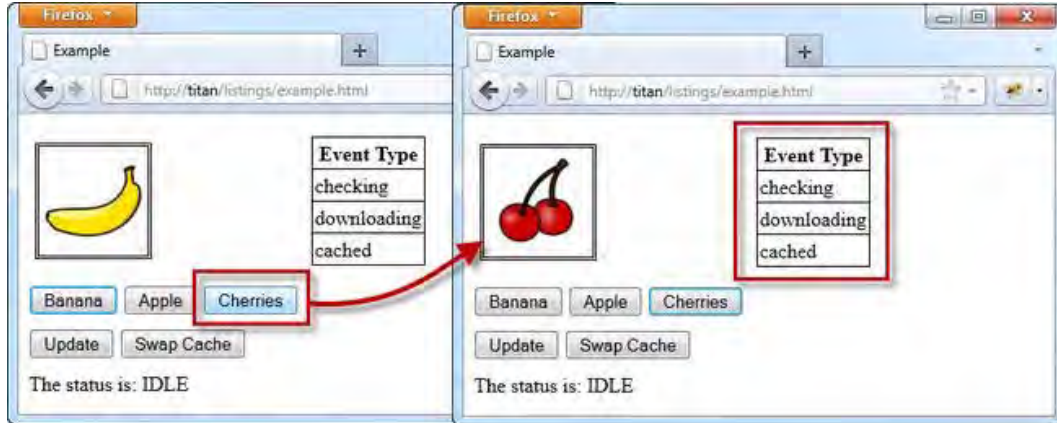 Firefox
Example
http://titan/listings/example.html
Event Type
checking
downloading
cached
Banana Apple Cherries
Update Swap Cache
The status is: IDLE
Firefox
Example
http://titan/listings/example.html
Event Type
checking
downloading
cached
Banana Apple Cherries
Update Swap Cache
The status is: IDLE